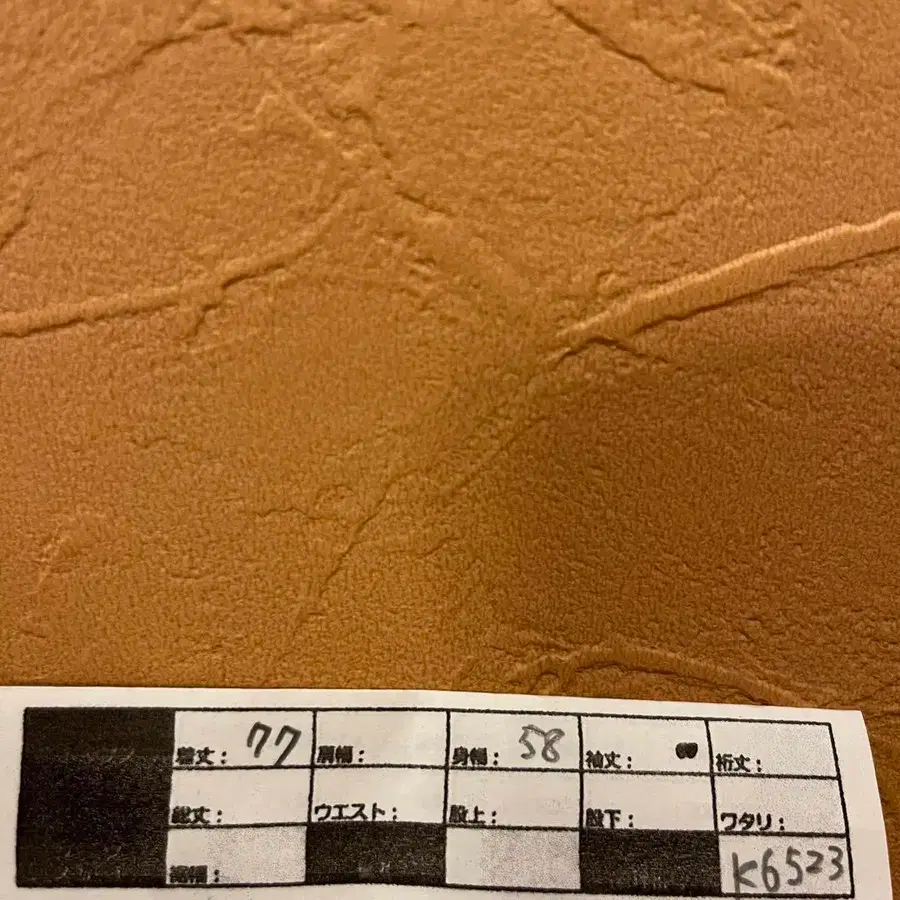 着丈: 77 肩幅: 身幅: 58 袖丈: 裄丈:
総丈: ウエスト: 股上: 股下: ワタリ:
裾幅: K6523